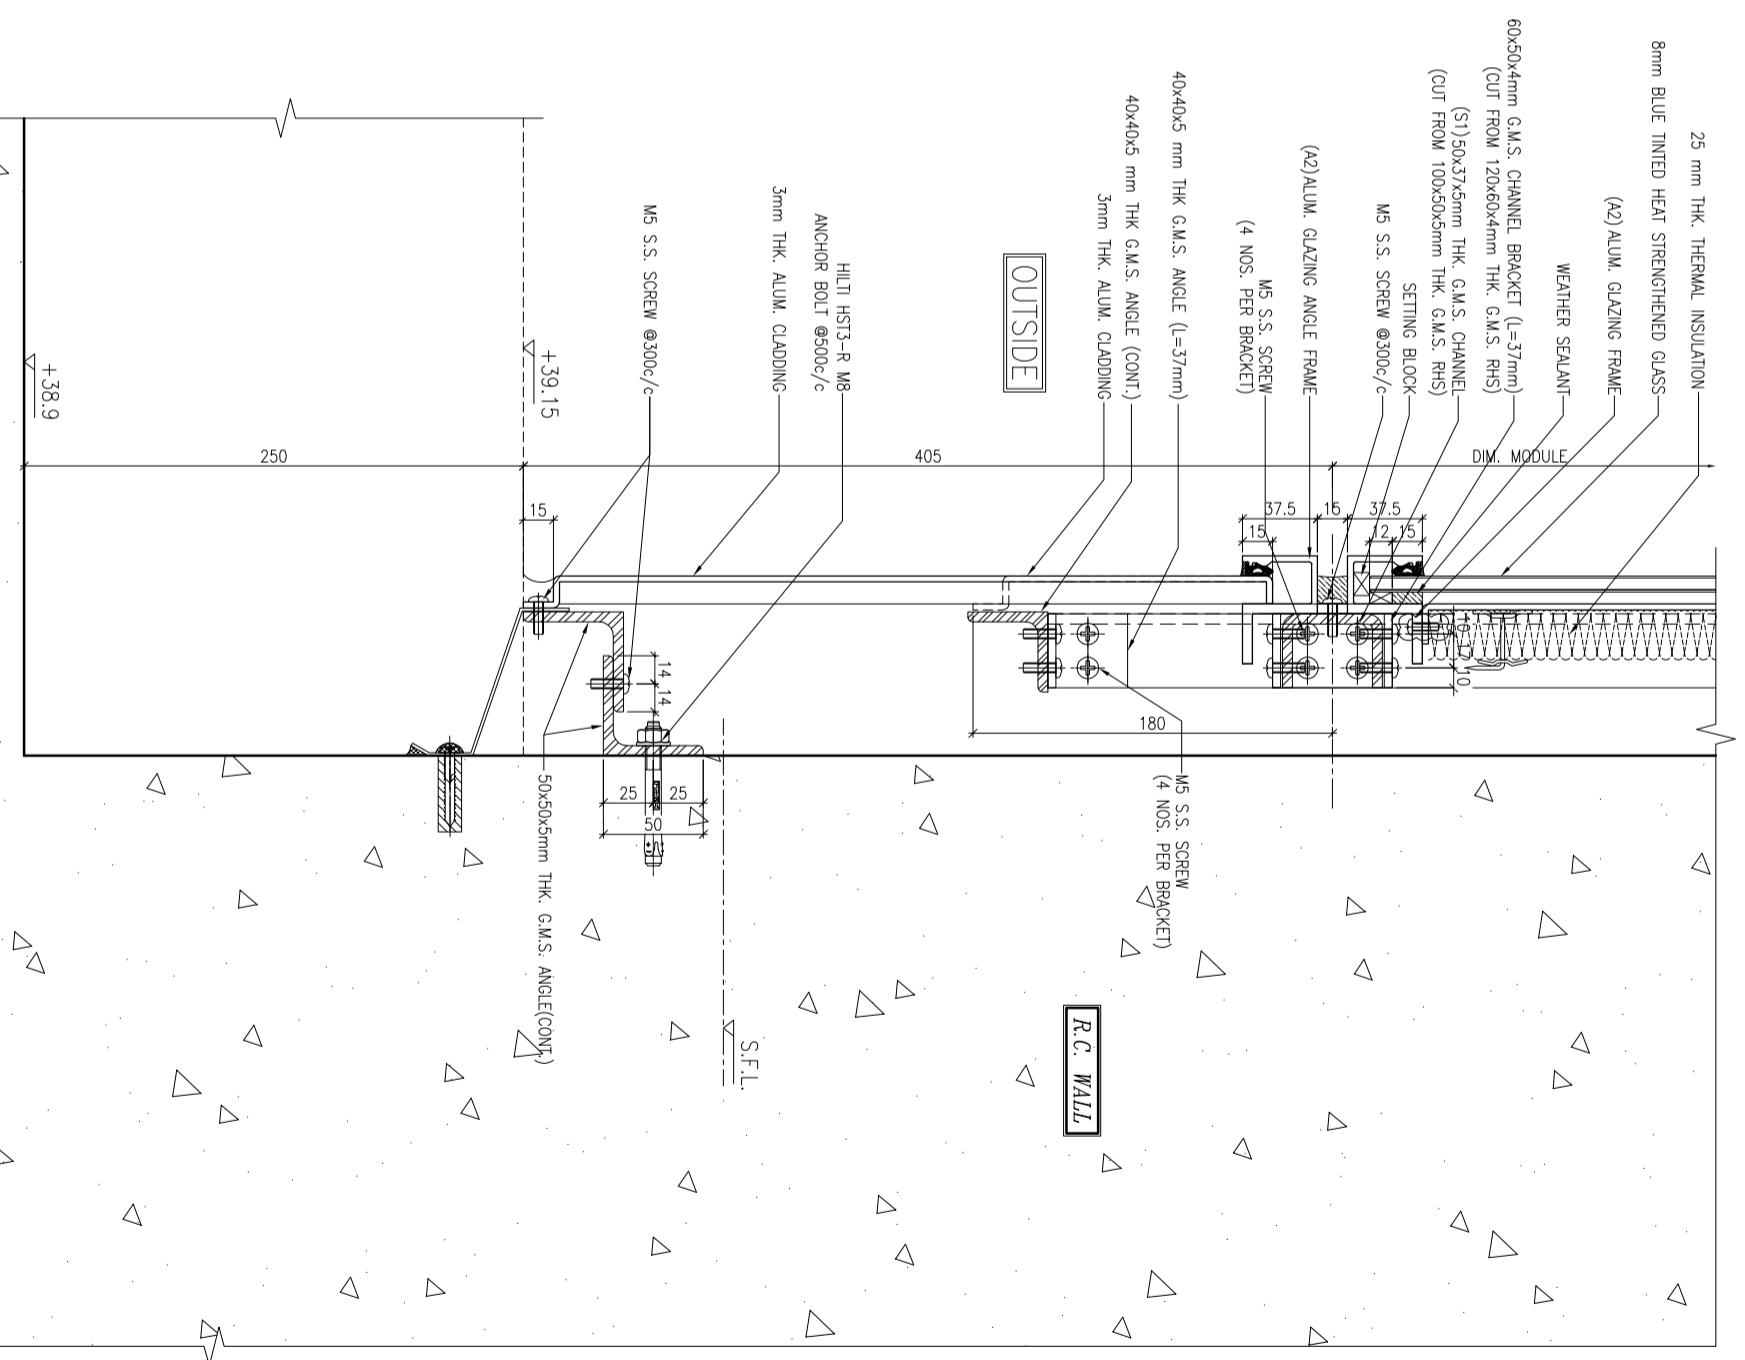 25 mm THK. THERMAL INSULATION
8mm BLUE TINTED HEAT STRENGTHENED GLASS
(A2)ALUM. GLAZING FRAME
WEATHER SEALANT
60x50x4mm G.M.S. CHANNEL BRACKET (L=37mm)
(CUT FROM 120x60x4mm THK. G.M.S. RHS)
(S1)50x37x5mm THK. G.M.S. CHANNEL
(CUT FROM 100x50x5mm THK. G.M.S. RHS)
SETTING BLOCK
M5 S.S. SCREW @300c/c
(A2)ALUM. GLAZING ANGLE FRAME
M5 S.S. SCREW
(4 NOS. PER BRACKET)
40x40x5 mm THK G.M.S. ANGLE (L=37mm)
40x40x5 mm THK G.M.S. ANGLE (CONT.)
3mm THK. ALUM. CLADDING
OUTSIDE
HILTI HST3-R M8
ANCHOR BOLT @500c/c
3mm THK. ALUM. CLADDING
M5 S.S. SCREW @300c/c
+39.15
+38.9
DIM. MODULE
405
250
37.5
15
37.5
12
15
15
15
10
17
10
180
14
14
25
25
50
M5 S.S. SCREW
(4 NOS. PER BRACKET)
50x50x5mm THK. G.M.S. ANGLE(CONT.)
S.F.L.
R.C. WALL